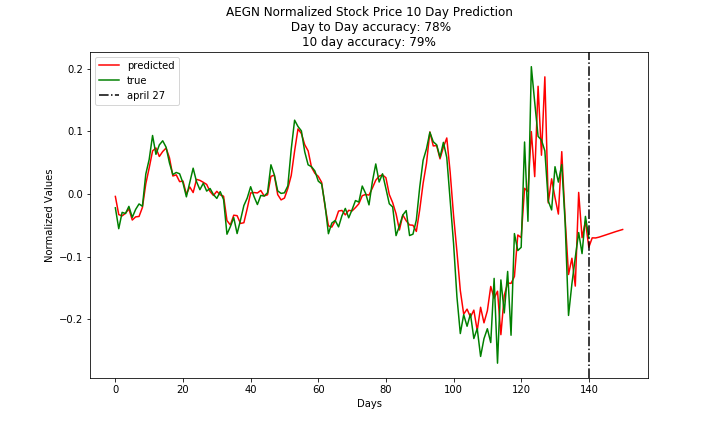 AEGN Normalized Stock Price 10 Day Prediction
Day to Day accuracy: 78%
10 day accuracy: 79%
predicted
true
april 27
Normalized Values
0.2
0.1
0.0
−0.1
−0.2
0 20 40 60 80 100 120 140
Days